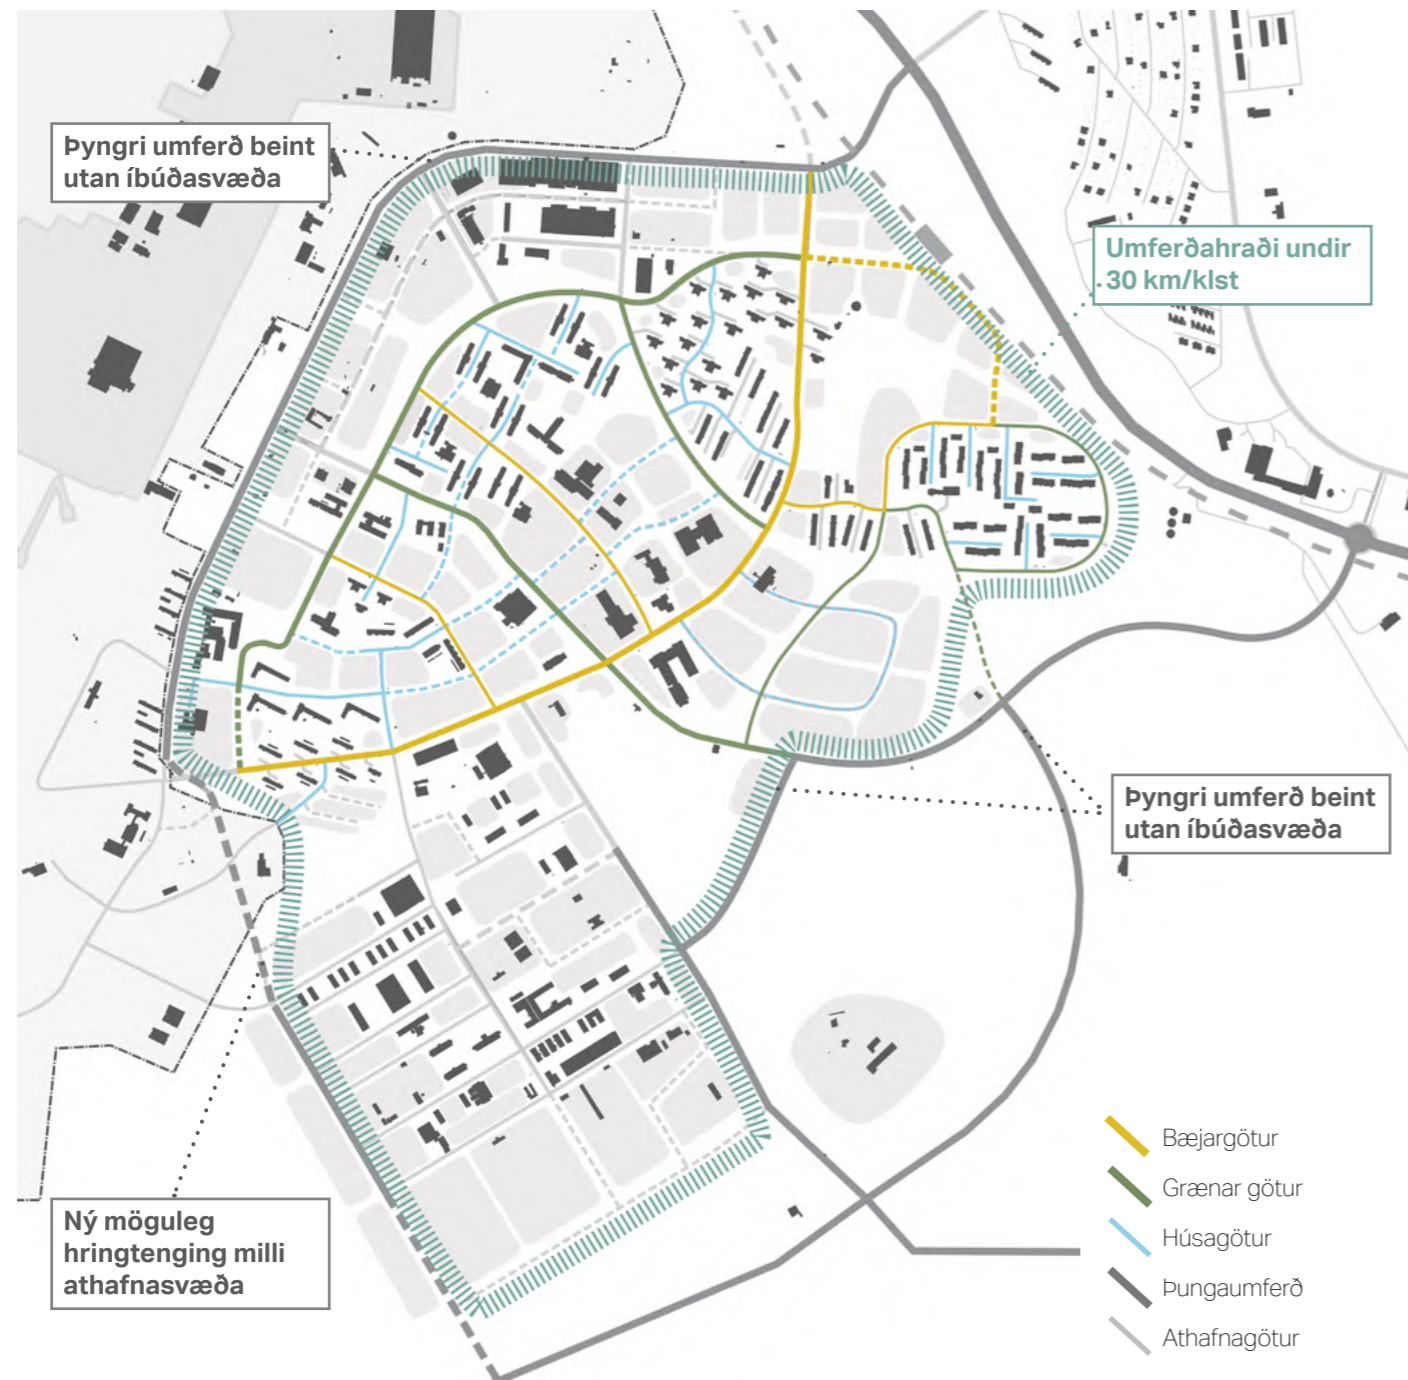 Þyngri umferð beint
utan íbúðasvæða
Umferðahraði undir
30 km/klst
Þyngri umferð beint
utan íbúðasvæða
Ný möguleg
hringtenging milli
athafnasvæða
Bæjargötur
Grænar götur
Húsagötur
Þungaumferð
Athafnagötur